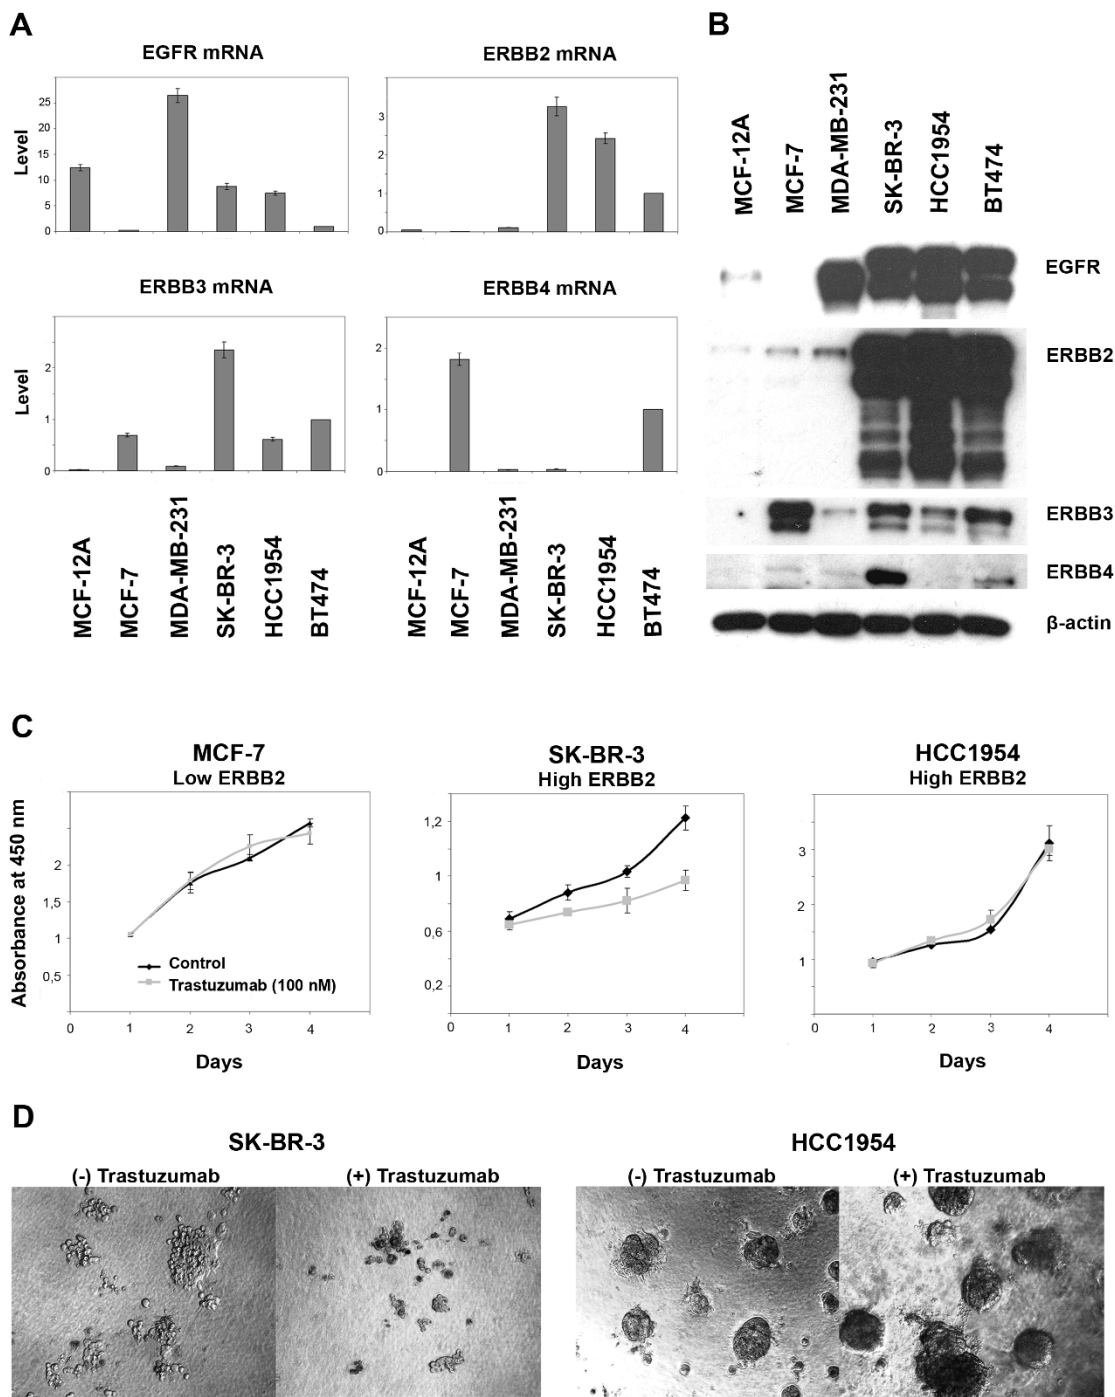 A
EGFR mRNA
Level
25
20
15
10
5
0
ERBB2 mRNA
3
2
1
0
ERBB3 mRNA
Level
2
1
0
ERBB4 mRNA
2
1
0
MCF-12A
MCF-7
MDA-MB-231
SK-BR-3
HCC1954
BT474
MCF-12A
MCF-7
MDA-MB-231
SK-BR-3
HCC1954
BT474
B
MCF-12A
MCF-7
MDA-MB-231
SK-BR-3
HCC1954
BT474
EGFR
ERBB2
ERBB3
ERBB4
β-actin
C
MCF-7
Low ERBB2
Absorbance at 450 nm
2
1,5
1
0,5
Control
Trastuzumab (100 nM)
0 1 2 3 4
Days
SK-BR-3
High ERBB2
1,2
1
0,6
0,2
0 1 2 3 4
Days
HCC1954
High ERBB2
3
2
1
0
0 1 2 3 4
Days
D
SK-BR-3
(-) Trastuzumab (+) Trastuzumab
HCC1954
(-) Trastuzumab (+) Trastuzumab